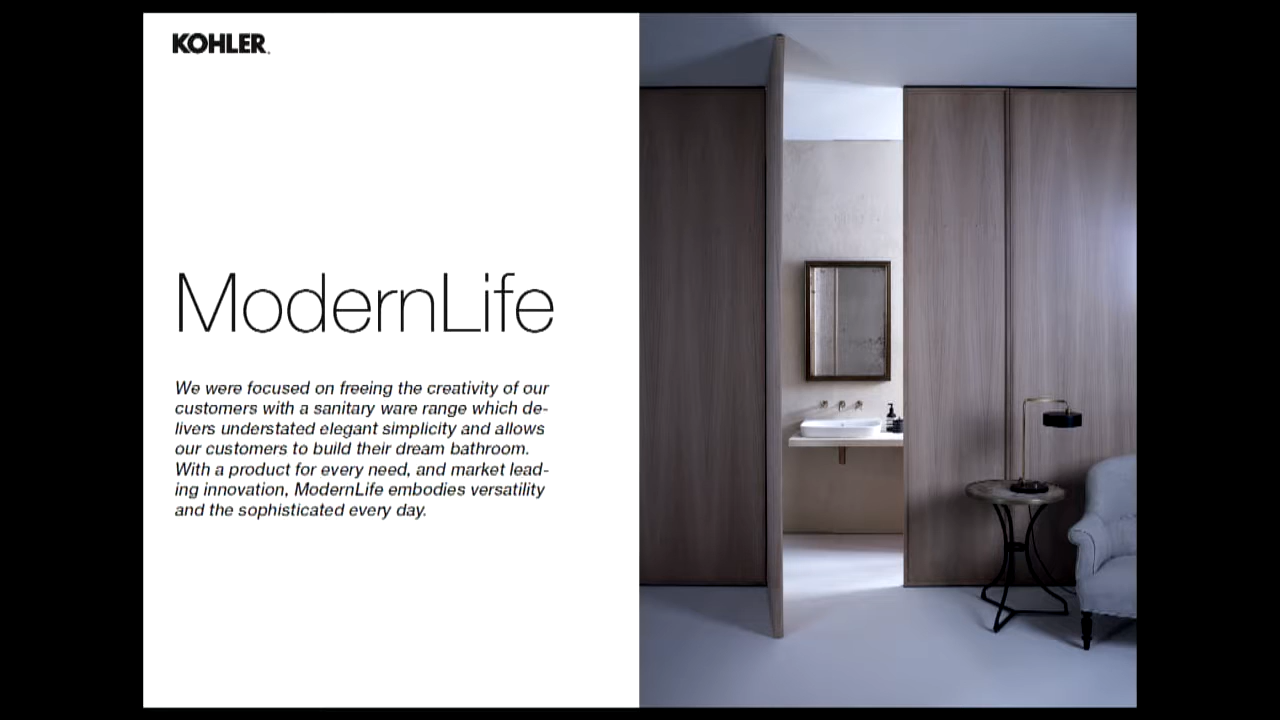 KOHLER.
ModernLife
We were focused on freeing the creativity of our
customers with a sanitary ware range which de-
livers understated elegant simplicity and allows
our customers to build their dream bathroom.
With a product for every need, and market lead-
ing innovation, ModernLife embodies versatility
and the sophisticated every day.